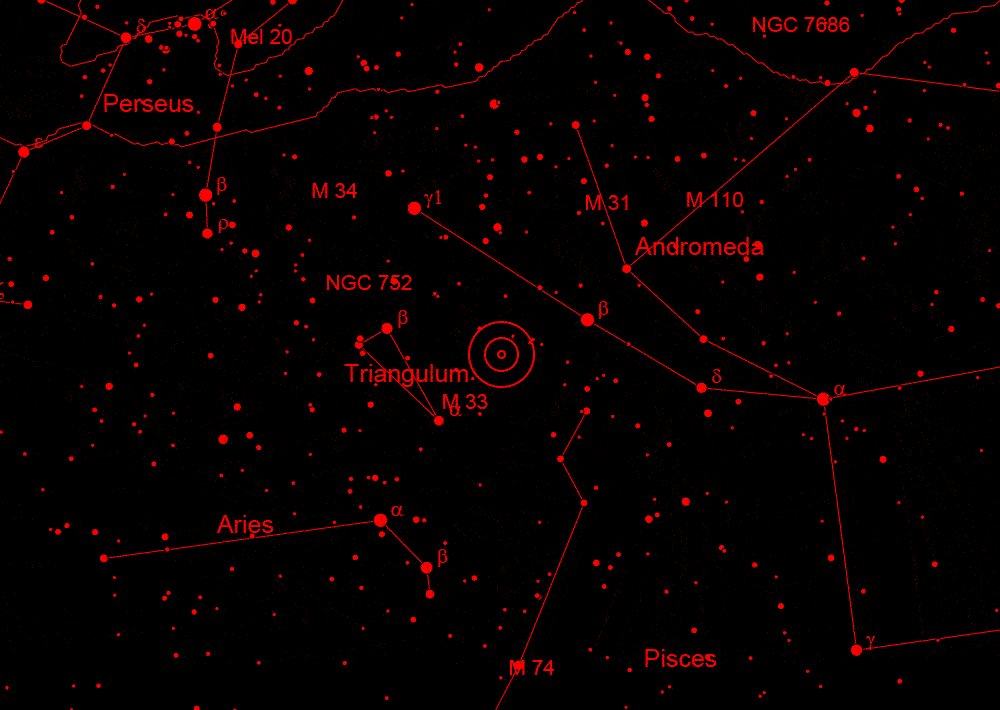 α
δ
NGC 7686
Mel 20
Perseus
ε
β
M 34
γ1
M 31
M 110
ρ
Andromeda
NGC 752
β
β
Triangulum
δ
α
M 33
α
α
Aries
β
γ
Pisces
M 74